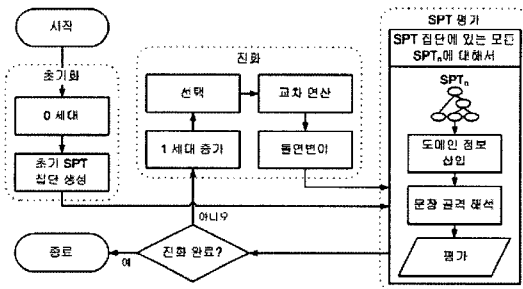 시작
초기화
0 세대
초기 SPT
집단 생성
종료
진화
선택
교차 연산
1 세대 증가
돌연변이
아니오
진화 완료?
예
SPT 평가
SPT 집단에 있는 모든
SPTn에 대해서
SPTn
도메인 정보
삽입
문장 골격 해석
평가